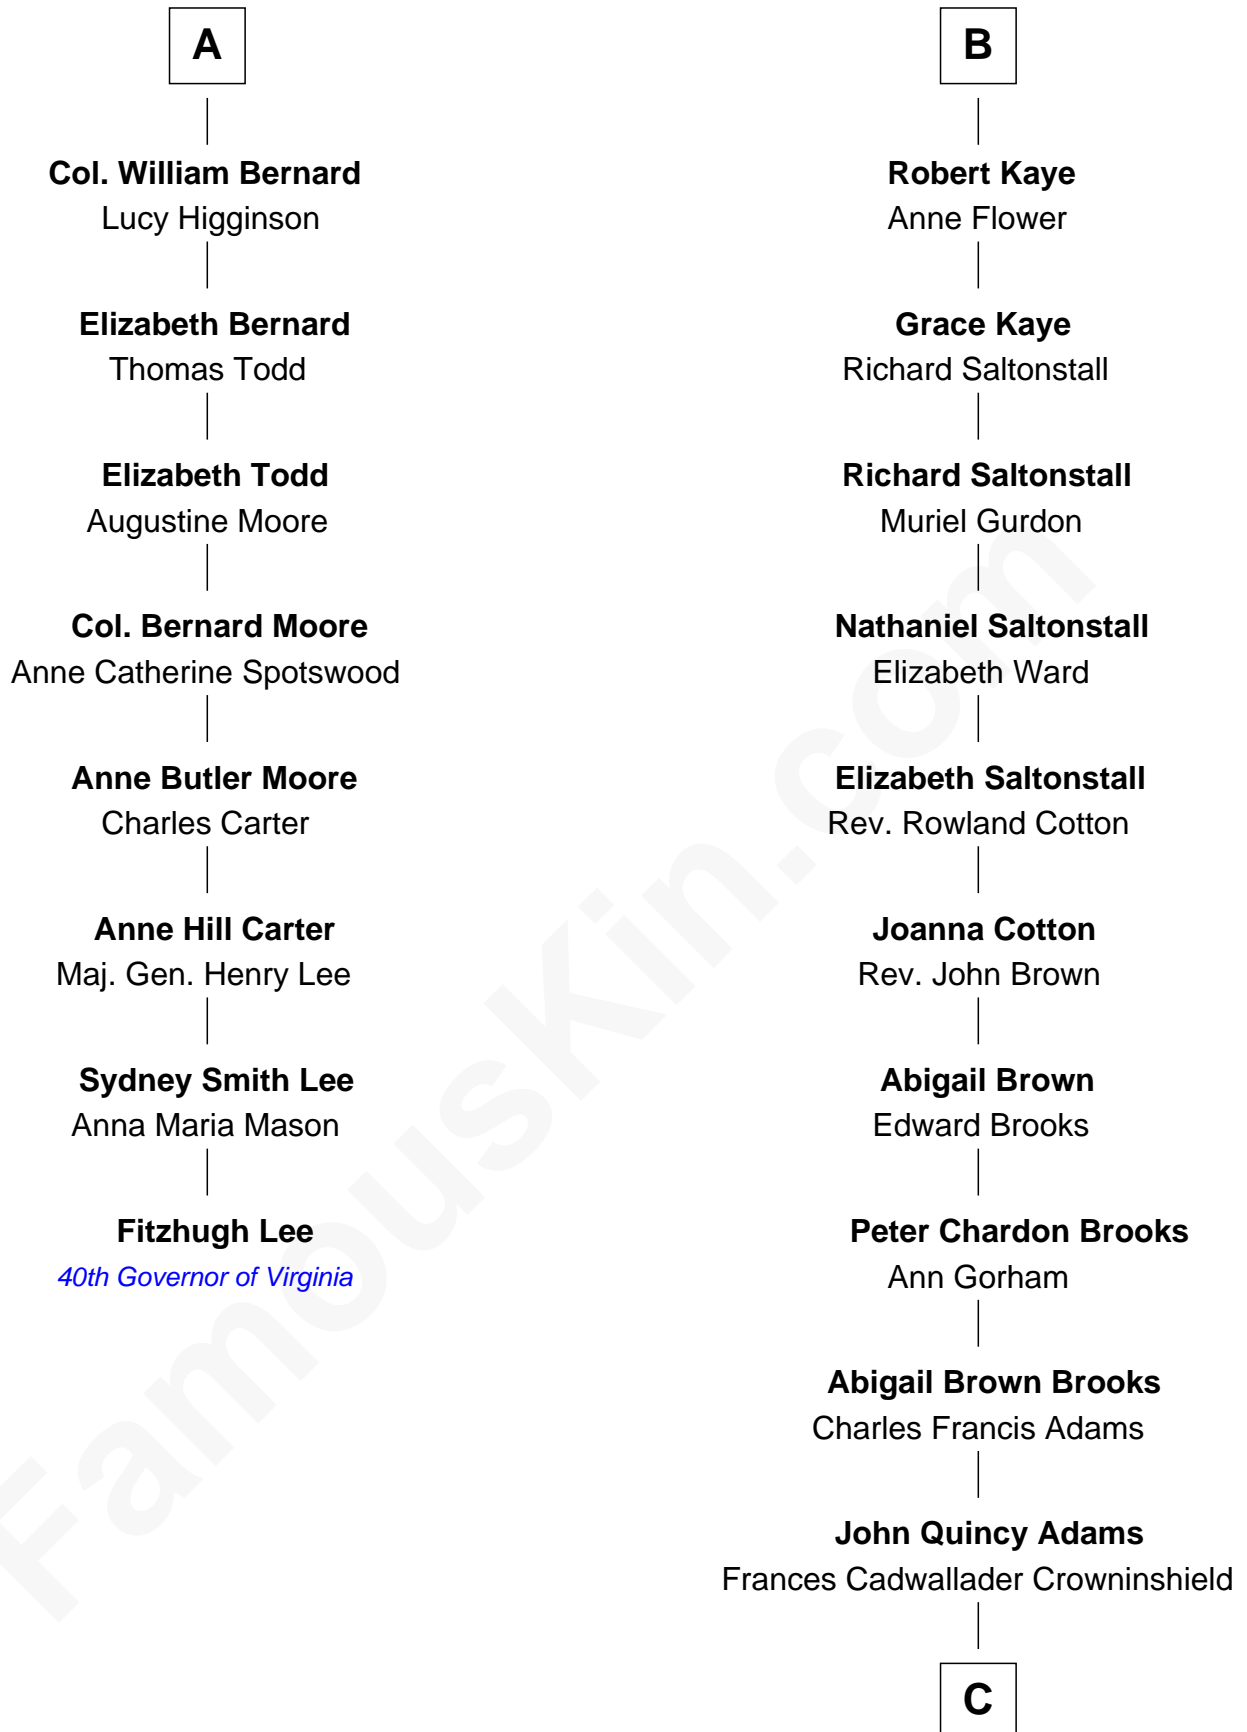 A
Col. William Bernard
Lucy Higginson
Elizabeth Bernard
Thomas Todd
Elizabeth Todd
Augustine Moore
Col. Bernard Moore
Anne Catherine Spotswood
Anne Butler Moore
Charles Carter
Anne Hill Carter
Maj. Gen. Henry Lee
Sydney Smith Lee
Anna Maria Mason
Fitzhugh Lee
40th Governor of Virginia
B
Robert Kaye
Anne Flower
Grace Kaye
Richard Saltonstall
Richard Saltonstall
Muriel Gurdon
Nathaniel Saltonstall
Elizabeth Ward
Elizabeth Saltonstall
Rev. Rowland Cotton
Joanna Cotton
Rev. John Brown
Abigail Brown
Edward Brooks
Peter Chardon Brooks
Ann Gorham
Abigail Brown Brooks
Charles Francis Adams
John Quincy Adams
Frances Cadwallader Crowninshield
C
FamousKin.com